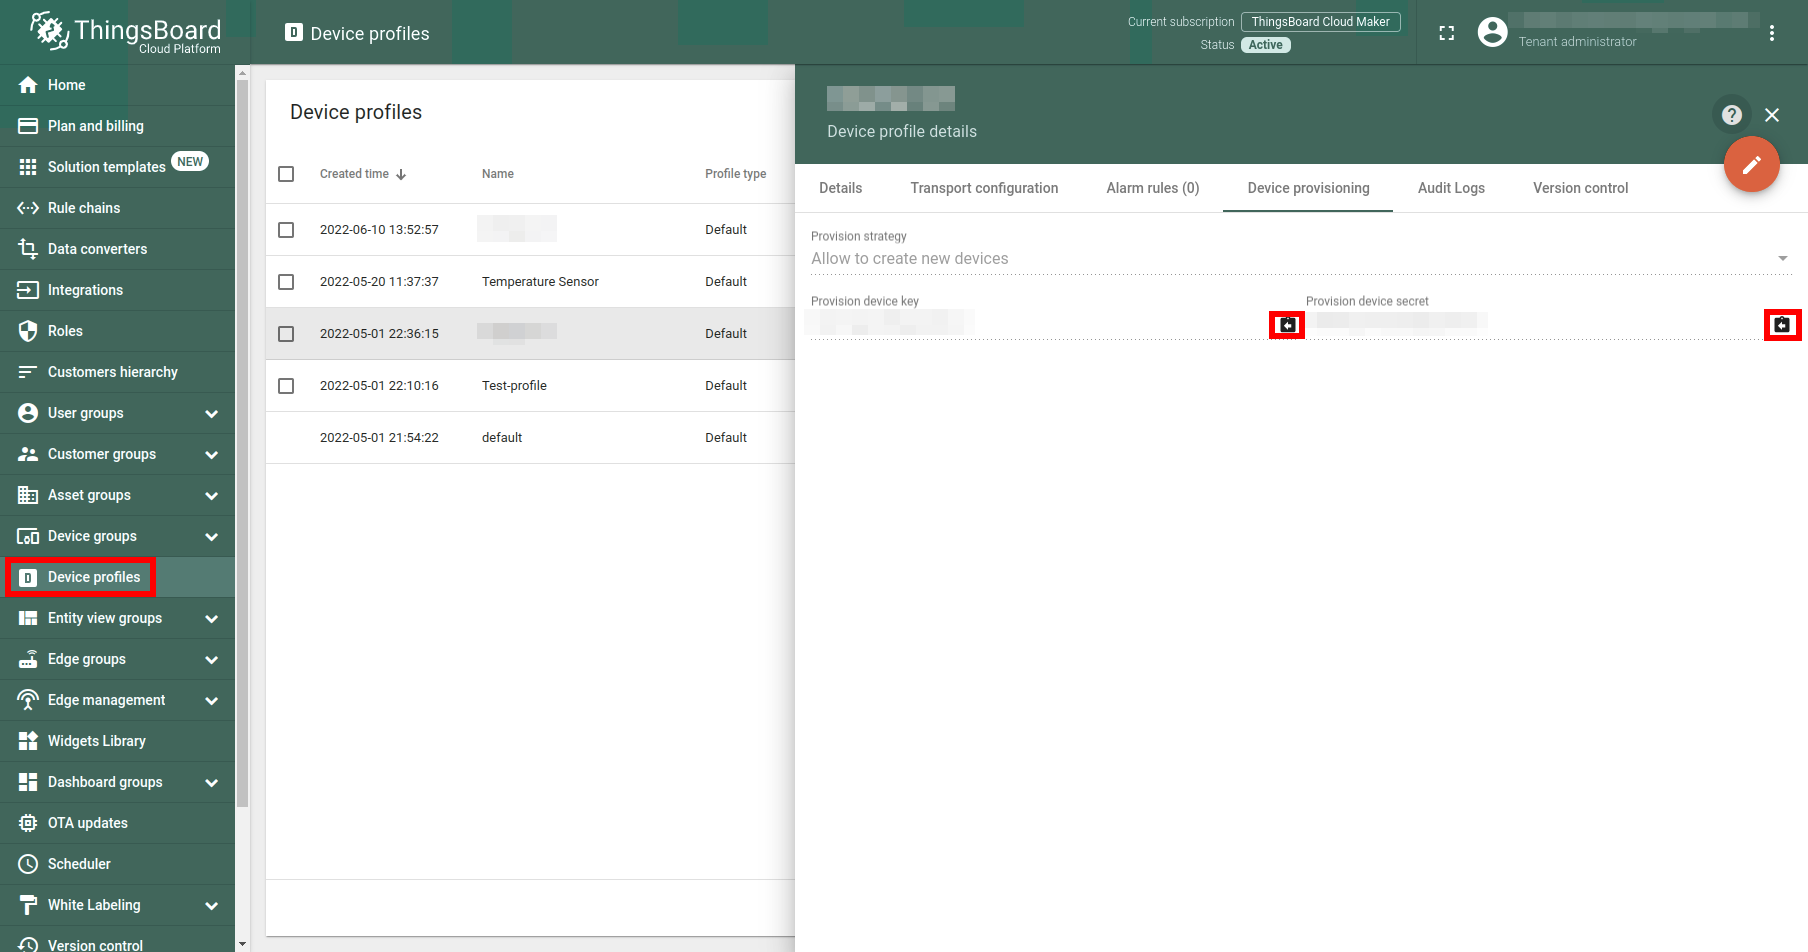 ThingsBoard
Cloud Platform
Device profiles
Current subscription ThingsBoard Cloud Maker
Status Active
Tenant administrator
Home
Plan and billing
Solution templates NEW
Rule chains
Data converters
Integrations
Roles
Customers hierarchy
User groups
Customer groups
Asset groups
Device groups
D Device profiles
Entity view groups
Edge groups
Edge management
Widgets Library
Dashboard groups
OTA updates
Scheduler
White Labeling
Version control
Device profiles
Created time Name Profile type
2022-06-10 13:52:57 Default
2022-05-20 11:37:37 Temperature Sensor Default
2022-05-01 22:36:15 Default
2022-05-01 22:10:16 Test-profile Default
2022-05-01 21:54:22 default Default
Device profile details
Details Transport configuration Alarm rules (0) Device provisioning Audit Logs Version control
Provision strategy
Allow to create new devices
Provision device key Provision device secret